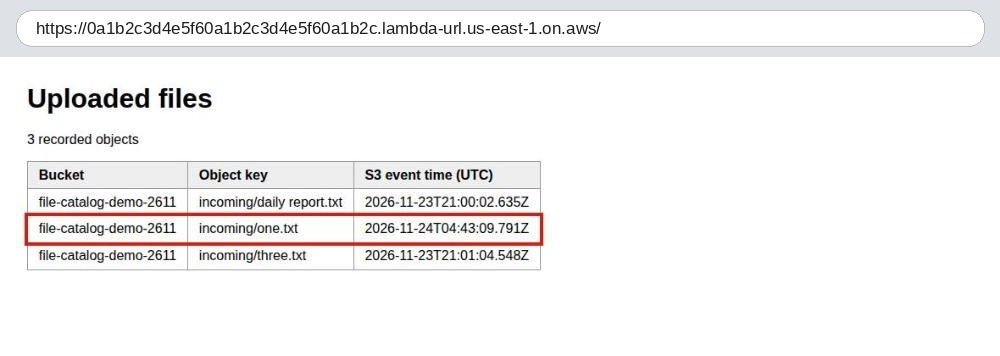 https://0a1b2c3d4e5f60a1b2c3d4e5f60a1b2c.lambda-url.us-east-1.on.aws/
Uploaded files
3 recorded objects
Bucket Object key S3 event time (UTC)
file-catalog-demo-2611 incoming/daily report.txt 2026-11-23T21:00:02.635Z
file-catalog-demo-2611 incoming/one.txt 2026-11-24T04:43:09.791Z
file-catalog-demo-2611 incoming/three.txt 2026-11-23T21:01:04.548Z